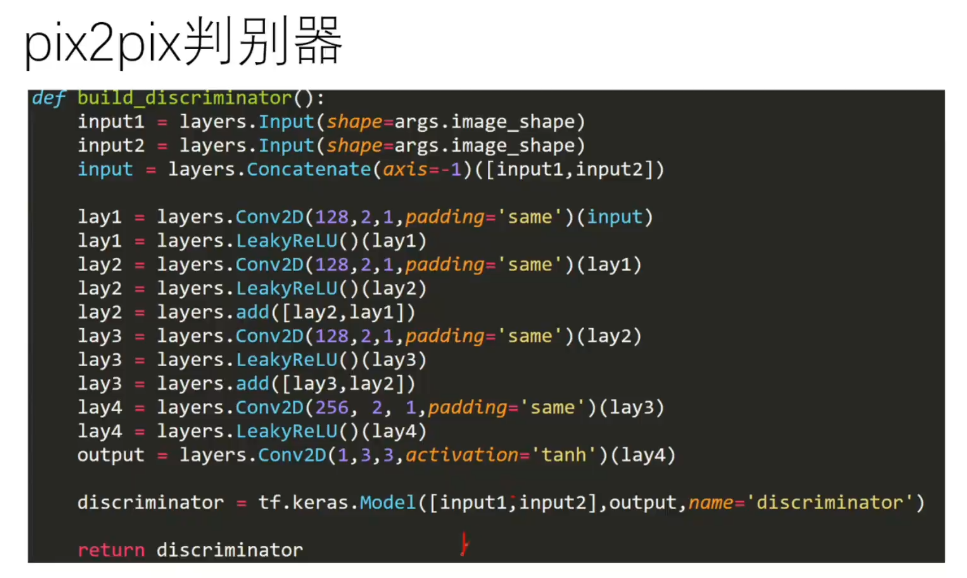 pix2pix判别器
def build_discriminator():
    input1 = layers.Input(shape=args.image_shape)
    input2 = layers.Input(shape=args.image_shape)
    input = layers.Concatenate(axis=-1)([input1,input2])
    lay1 = layers.Conv2D(128,2,1,padding='same')(input)
    lay1 = layers.LeakyReLU()(lay1)
    lay2 = layers.Conv2D(128,2,1,padding='same')(lay1)
    lay2 = layers.LeakyReLU()(lay2)
    lay2 = layers.add([lay2,lay1])
    lay3 = layers.Conv2D(128,2,1,padding='same')(lay2)
    lay3 = layers.LeakyReLU()(lay3)
    lay3 = layers.add([lay3,lay2])
    lay4 = layers.Conv2D(256, 2, 1,padding='same')(lay3)
    lay4 = layers.LeakyReLU()(lay4)
    output = layers.Conv2D(1,3,3,activation='tanh')(lay4)
    discriminator = tf.keras.Model([input1,input2],output,name='discriminator')
    return discriminator